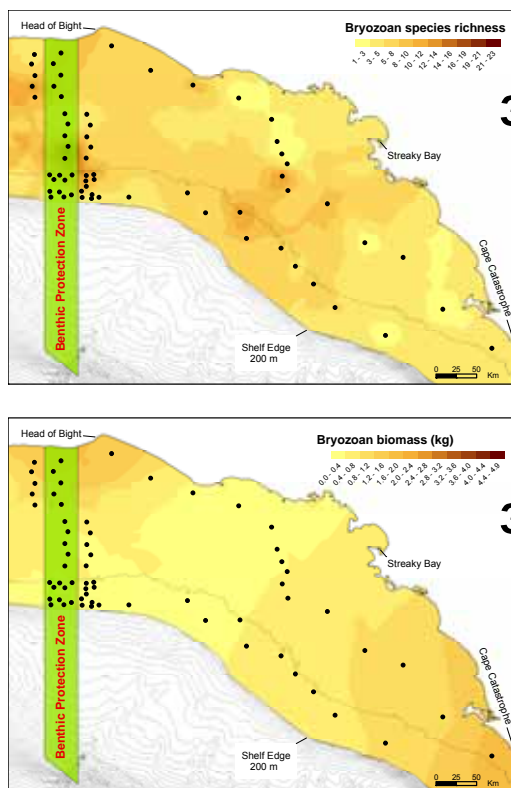 Head of Bight
Bryozoan species richness
1 - 3
3 - 5
5 - 8
8 - 10
10 - 12
12 - 14
14 - 16
16 - 19
19 - 21
21 - 23
3
Streaky Bay
Benthic Protection Zone
Cape Catastrophe
Shelf Edge
200 m
0 25 50
Km
Head of Bight
Bryozoan biomass (kg)
0.0 - 0.4
0.4 - 0.8
0.8 - 1.2
1.2 - 1.6
1.6 - 2.0
2.0 - 2.4
2.4 - 2.8
2.8 - 3.2
3.2 - 3.6
3.6 - 4.0
4.0 - 4.4
4.4 - 4.9
3
Streaky Bay
Benthic Protection Zone
Cape Catastrophe
Shelf Edge
200 m
0 25 50
Km